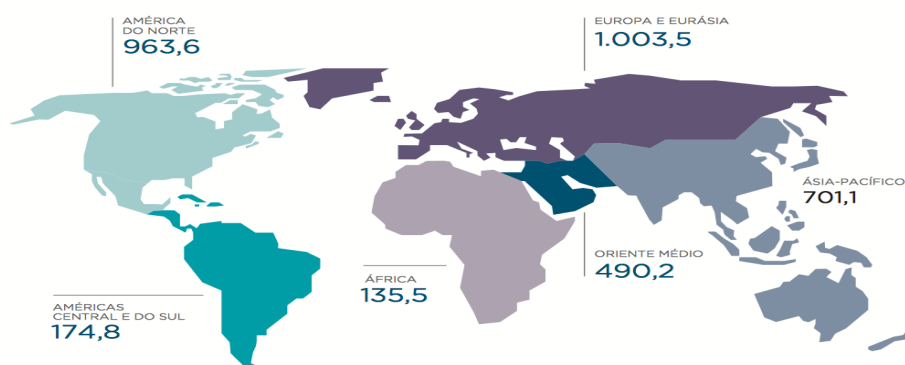 AMÉRICA
DO NORTE
963,6
EUROPA E EURÁSIA
1.003,5
ÁSIA-PACÍFICO
701,1
ORIENTE MÉDIO
490,2
ÁFRICA
135,5
AMÉRICAS
CENTRAL E DO SUL
174,8